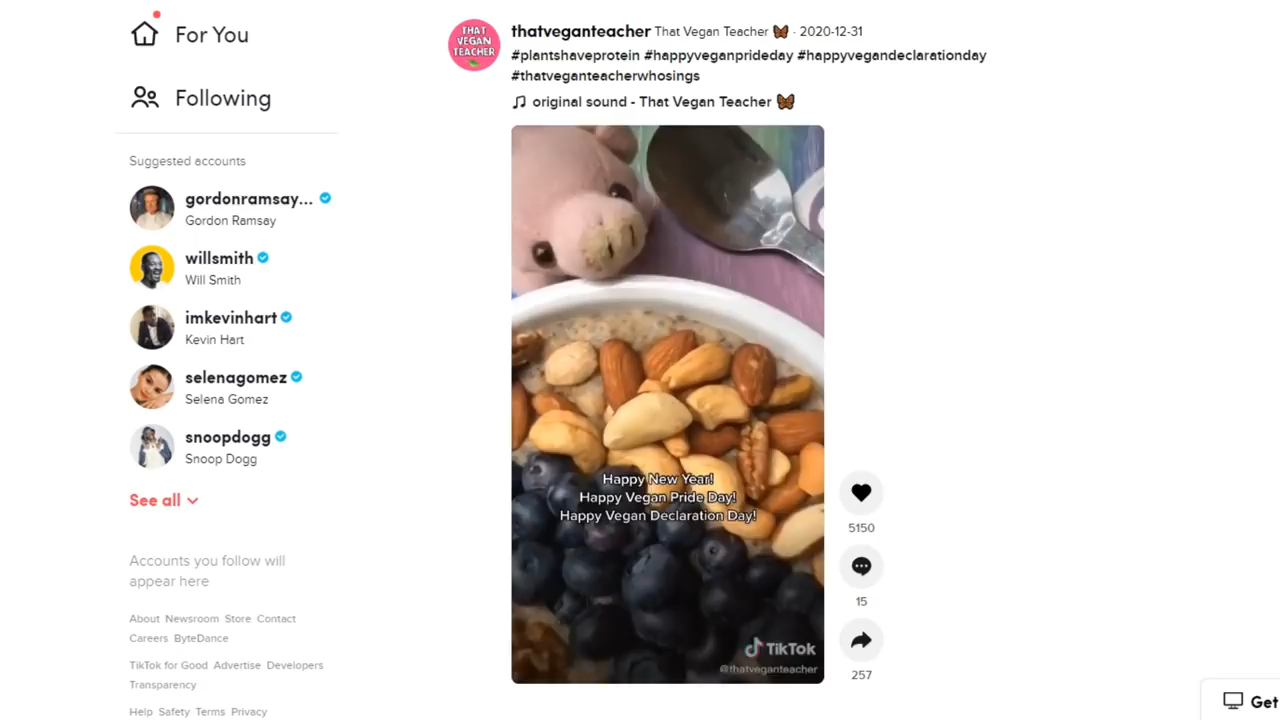 For You
Following
Suggested accounts
gordonramsay...
Gordon Ramsay
willsmith
Will Smith
imkevinhart
Kevin Hart
selenagomez
Selena Gomez
snoopdogg
Snoop Dogg
See all
Accounts you follow will
appear here
About Newsroom Store Contact
Careers ByteDance
TikTok for Good Advertise Developers
Transparency
Help Safety Terms Privacy
THAT
VEGAN
TEACHER
thatveganteacher That Vegan Teacher 🦋 · 2020-12-31
#plantshaveprotein #happyveganprideday #happyvegandeclarationday
#thatveganteacherwhosings
original sound - That Vegan Teacher 🦋
Happy New Year!
Happy Vegan Pride Day!
Happy Vegan Declaration Day!
TikTok
@thatveganteacher
5150
15
257
Get